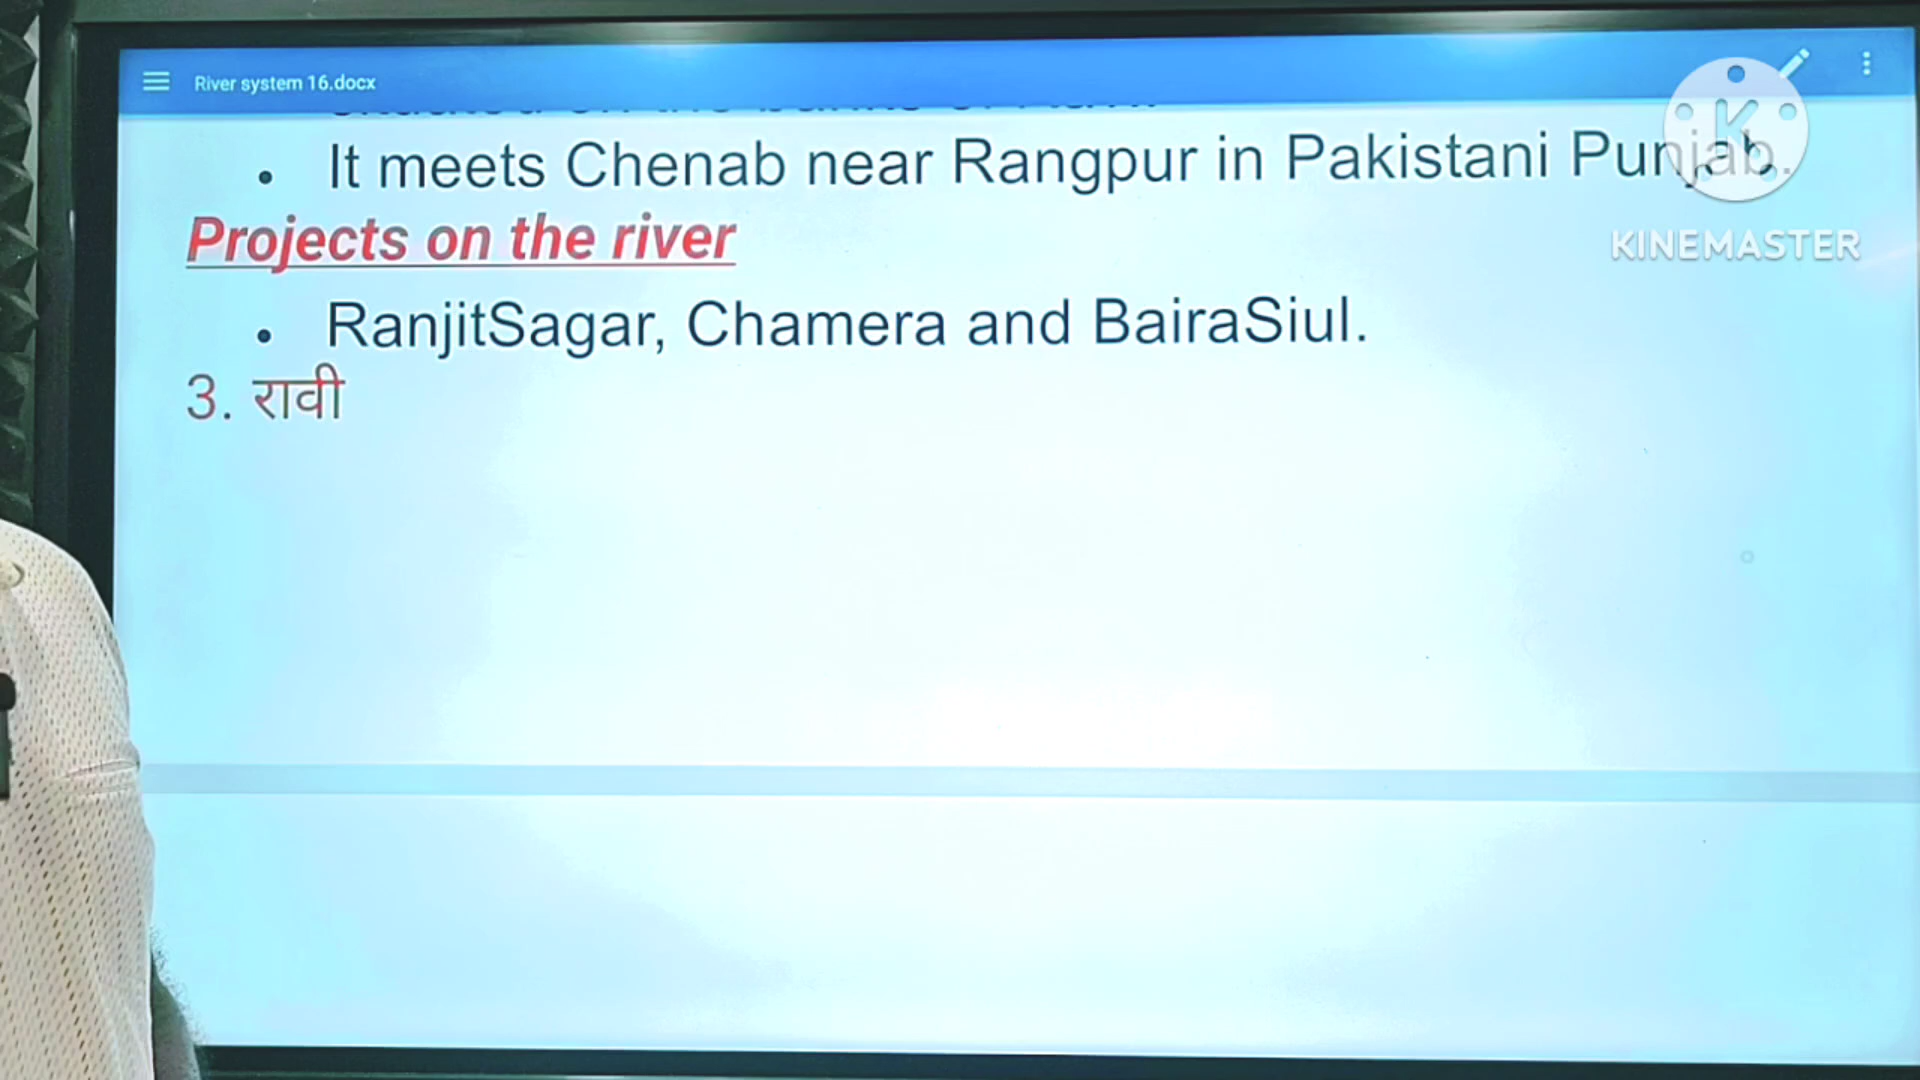 River system 16.docx
• It meets Chenab near Rangpur in Pakistani Punjab.
KINEMASTER
Projects on the river
• RanjitSagar, Chamera and BairaSiul.
3. रावी